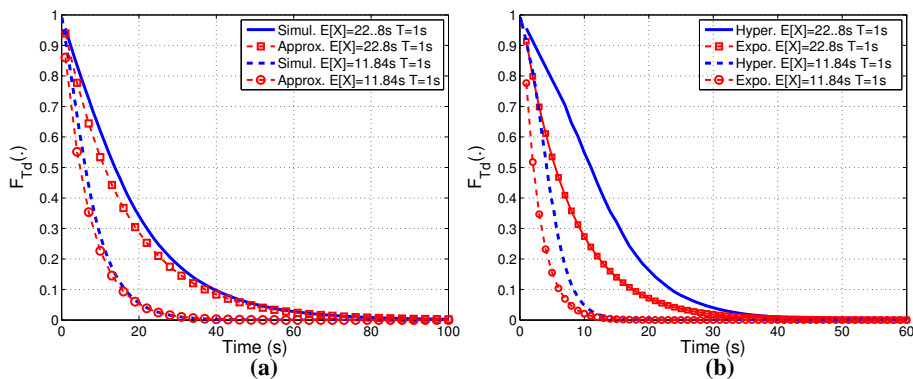 1
0.9
0.8
0.7
0.6
0.5
0.4
0.3
0.2
0.1
0
F_Td(.)
Simul. E[X]=22..8s T=1s
Approx. E[X]=22.8s T=1s
Simul. E[X]=11.84s T=1s
Approx. E[X]=11.84s T=1s
0 20 40 60 80 100
Time (s)
(a)
1
0.9
0.8
0.7
0.6
0.5
0.4
0.3
0.2
0.1
0
F_Td(.)
Hyper. E[X]=22..8s T=1s
Expo. E[X]=22.8s T=1s
Hyper. E[X]=11.84s T=1s
Expo. E[X]=11.84s T=1s
0 10 20 30 40 50 60
Time (s)
(b)